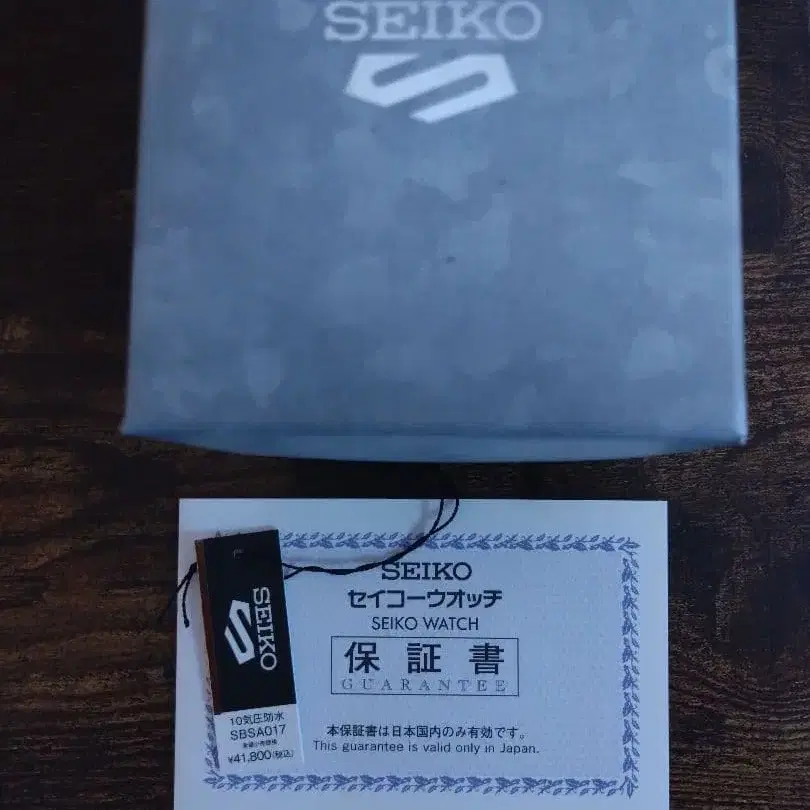 SEIKO
SEIKO
セイコーウオッチ
SEIKO WATCH
保証書
GUARANTEE
本保証書は日本国内のみ有効です。
This guarantee is valid only in Japan.
SEIKO
10気圧防水
SBSA017
¥41,800(税込)